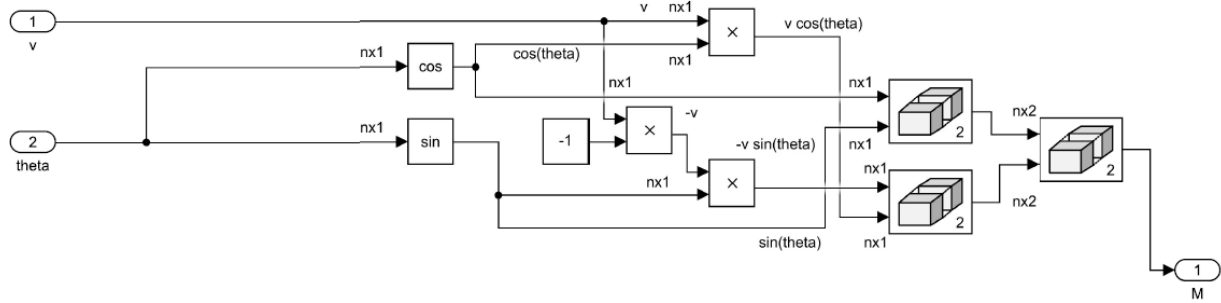 1
v
v nx1
×
v cos(theta)
nx1
cos
cos(theta)
nx1
nx1
nx1
2
nx2
2
theta
nx1
sin
-1
×
-v
-v sin(theta)
nx1
2
nx1
×
nx1
2
nx2
sin(theta)
nx1
1
M